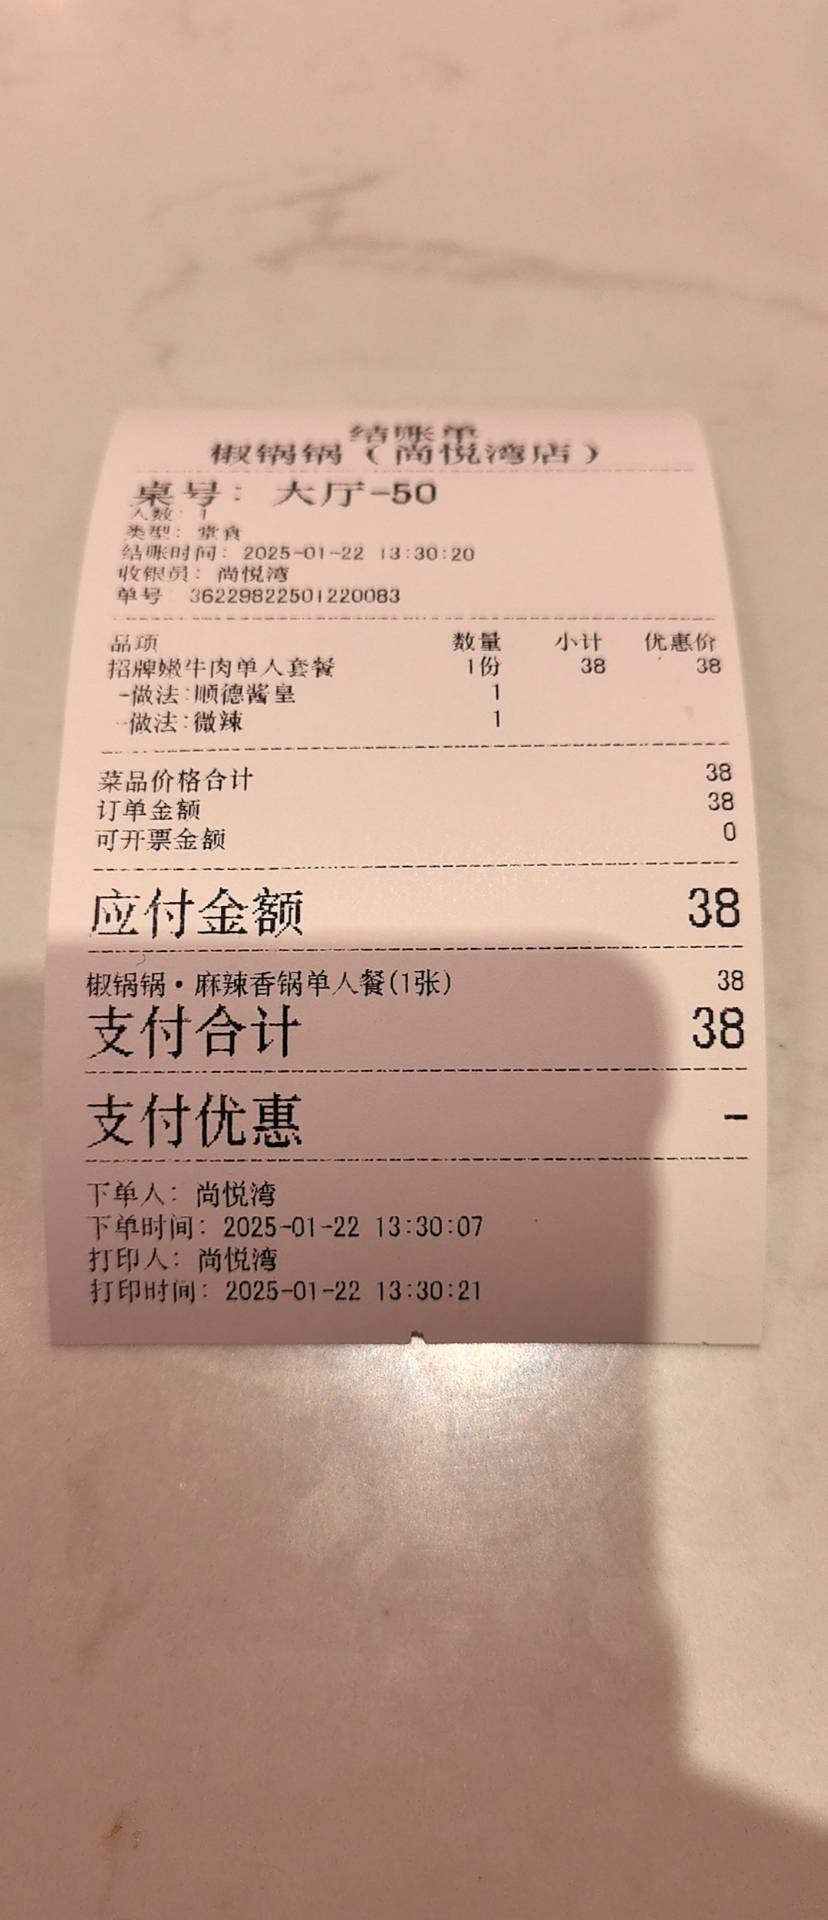 结账单
椒锅锅（尚悦湾店）
桌号： 大厅-50
人数：1
类型：堂食
结账时间：2025-01-22 13:30:20
收银员：尚悦湾
单号 36229822501220083
品项 数量 小计 优惠价
招牌嫩牛肉单人套餐 1份 38 38
-做法:顺德酱皇 1
-做法:微辣 1
菜品价格合计 38
订单金额 38
可开票金额 0
应付金额 38
椒锅锅•麻辣香锅单人餐(1张) 38
支付合计 38
支付优惠 -
下单人：尚悦湾
下单时间：2025-01-22 13:30:07
打印人：尚悦湾
打印时间：2025-01-22 13:30:21